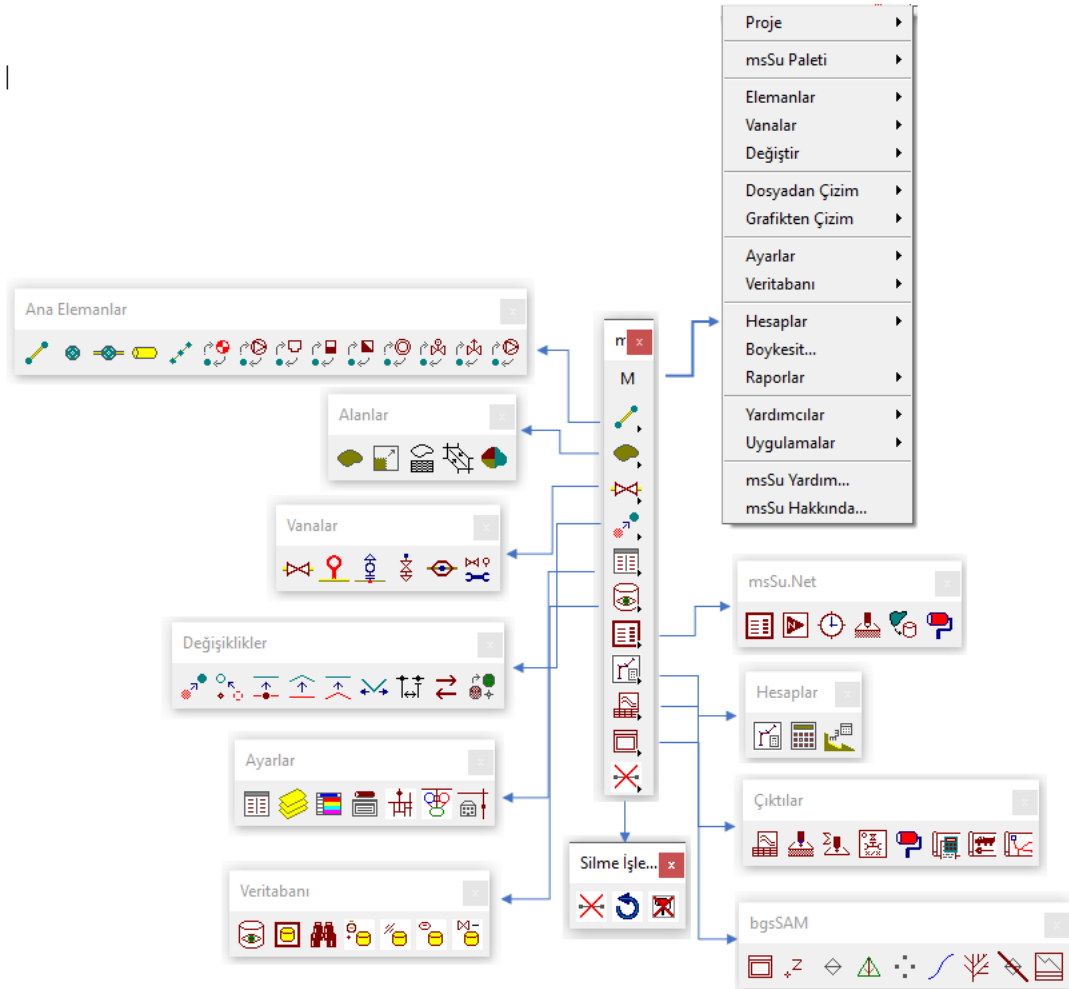 Proje
msSu Paleti
Elemanlar
Vanalar
Değiştir
Dosyadan Çizim
Grafikten Çizim
Ayarlar
Veritabanı
Hesaplar
Boykesit...
Raporlar
Yardımcılar
Uygulamalar
msSu Yardım...
msSu Hakkında...
Ana Elemanlar
M
Alanlar
Vanalar
Değişiklikler
Ayarlar
Veritabanı
msSu.Net
Hesaplar
Çıktılar
Silme İşle...
bgsSAM